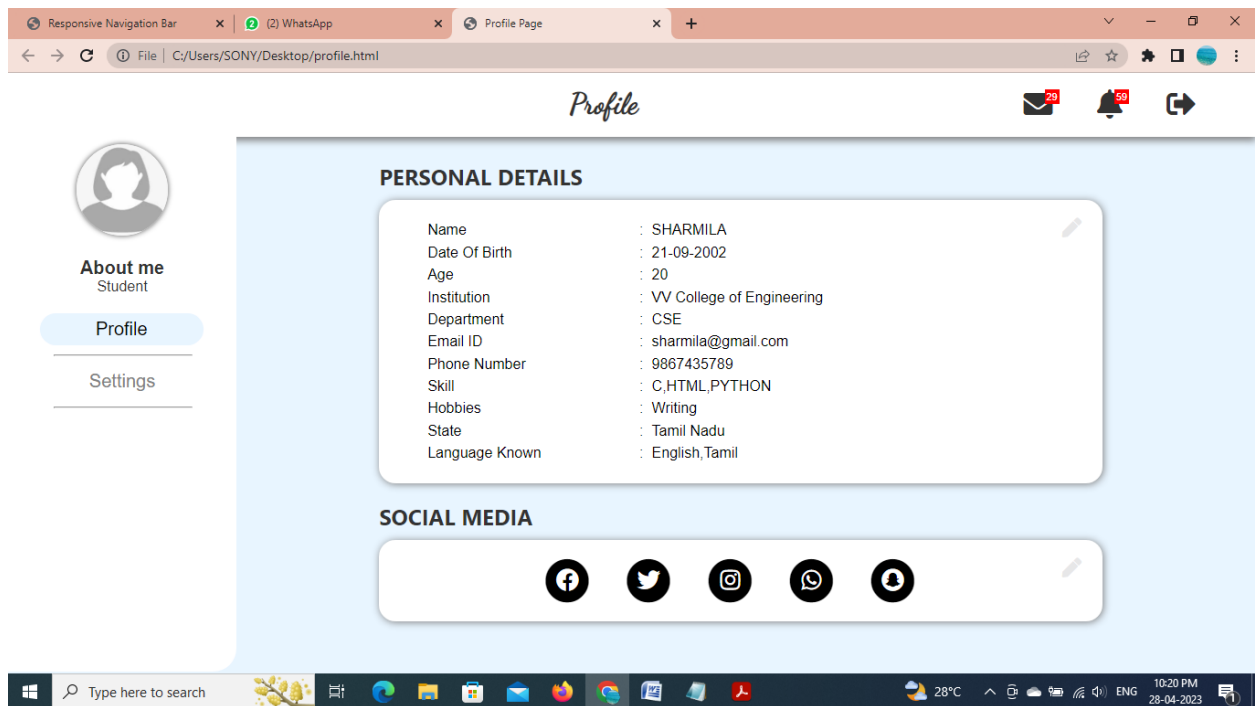 Responsive Navigation Bar
2 (2) WhatsApp
Profile Page
File | C:/Users/SONY/Desktop/profile.html
Profile
29
59
About me
Student
Profile
Settings
PERSONAL DETAILS
Name : SHARMILA
Date Of Birth : 21-09-2002
Age : 20
Institution : VV College of Engineering
Department : CSE
Email ID : sharmila@gmail.com
Phone Number : 9867435789
Skill : C,HTML,PYTHON
Hobbies : Writing
State : Tamil Nadu
Language Known : English,Tamil
SOCIAL MEDIA
Type here to search
28°C
ENG
10:20 PM
28-04-2023
1